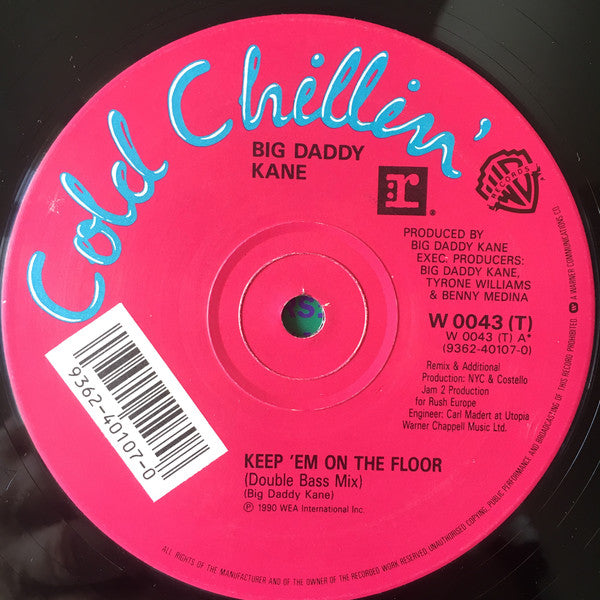 Cold Chillin'
BIG DADDY
KANE
r®
WB
RECORDS
PRODUCED BY
BIG DADDY KANE
EXEC. PRODUCERS:
BIG DADDY KANE,
TYRONE WILLIAMS
& BENNY MEDINA
W 0043 (T)
W 0043 (T) A*
(9362-40107-0)
Remix & Additional
Production: NYC & Costello
Jam 2 Production
for Rush Europe
Engineer: Carl Madert at Utopia
Warner Chappell Music Ltd.
9362-40107-0
KEEP 'EM ON THE FLOOR
(Double Bass Mix)
(Big Daddy Kane)
℗ 1990 WEA International Inc.
ALL RIGHTS OF THE MANUFACTURER AND OF THE OWNER OF THE RECORDED WORK RESERVED UNAUTHORISED COPYING, PUBLIC PERFORMANCE AND BROADCASTING OF THIS RECORD PROHIBITED. A WARNER COMMUNICATIONS CO.